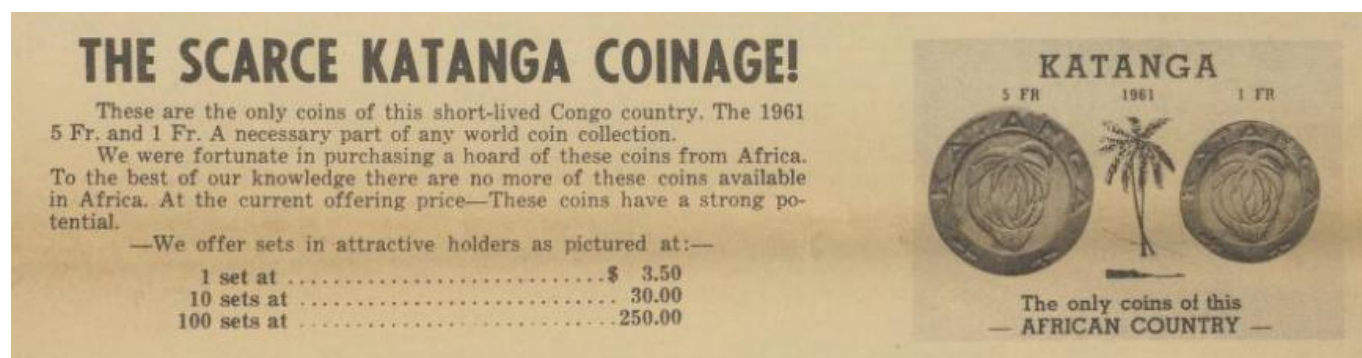 THE SCARCE KATANGA COINAGE!
These are the only coins of this short-lived Congo country. The 1961
5 Fr. and 1 Fr. A necessary part of any world coin collection.
We were fortunate in purchasing a hoard of these coins from Africa.
To the best of our knowledge there are no more of these coins available
in Africa. At the current offering price—These coins have a strong po-
tential.
—We offer sets in attractive holders as pictured at:—
1 set at ............................$ 3.50
10 sets at ............................ 30.00
100 sets at ............................250.00
KATANGA
5 FR 1961 1 FR
KATANGA
KATANGA
The only coins of this
— AFRICAN COUNTRY —